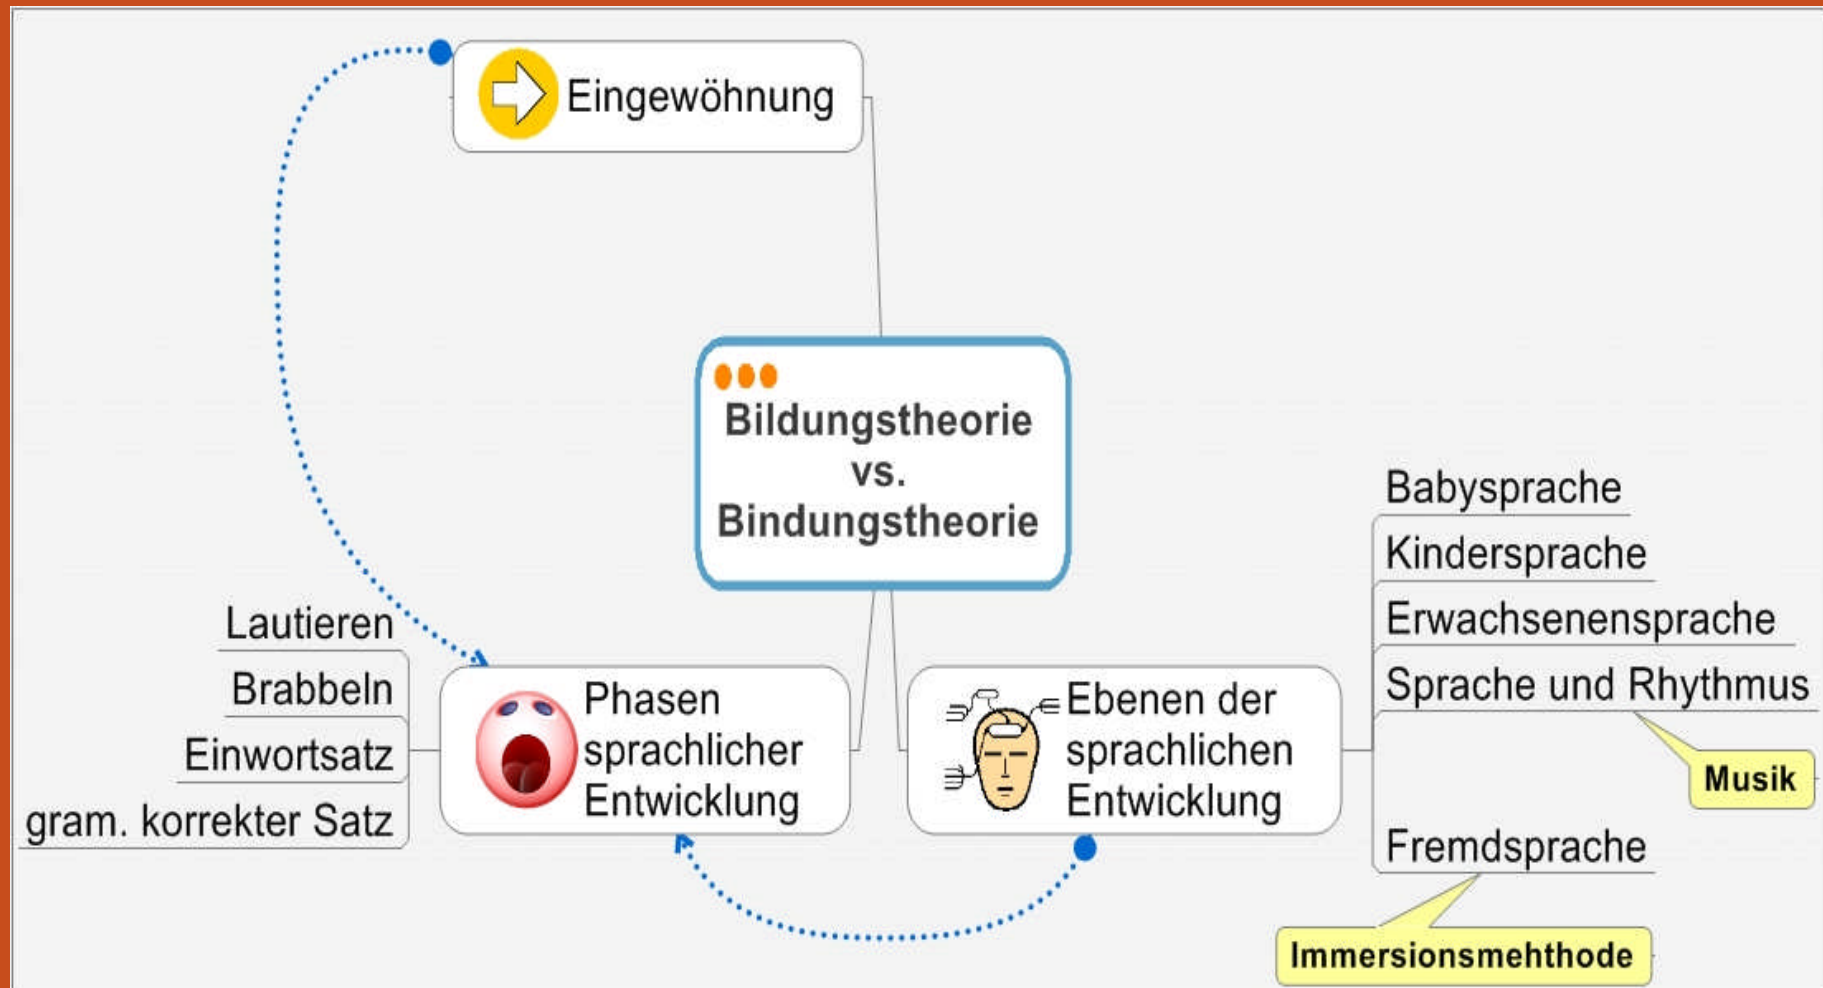 Eingewöhnung
Bildungstheorie
vs.
Bindungstheorie
Lautieren
Brabbeln
Einwortsatz
gram. korrekter Satz
Phasen
sprachlicher
Entwicklung
Ebenen der
sprachlichen
Entwicklung
Babysprache
Kindersprache
Erwachsenensprache
Sprache und Rhythmus
Musik
Fremdsprache
Immersionsmehthode